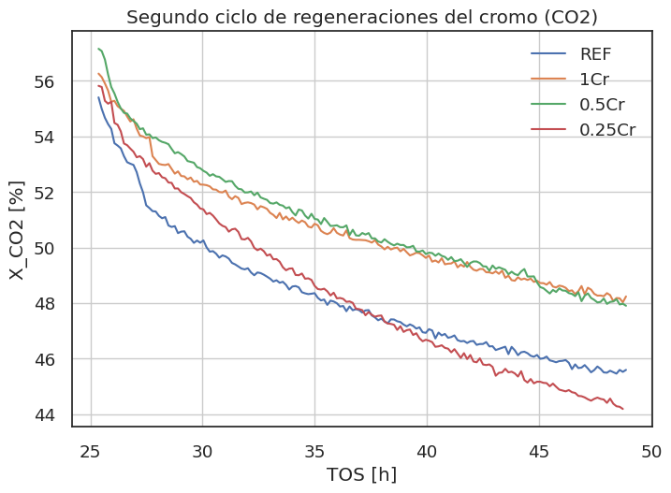 Segundo ciclo de regeneraciones del cromo (CO2)
REF
1Cr
0.5Cr
0.25Cr
X_CO2 [%]
56
54
52
50
48
46
44
25 30 35 40 45 50
TOS [h]